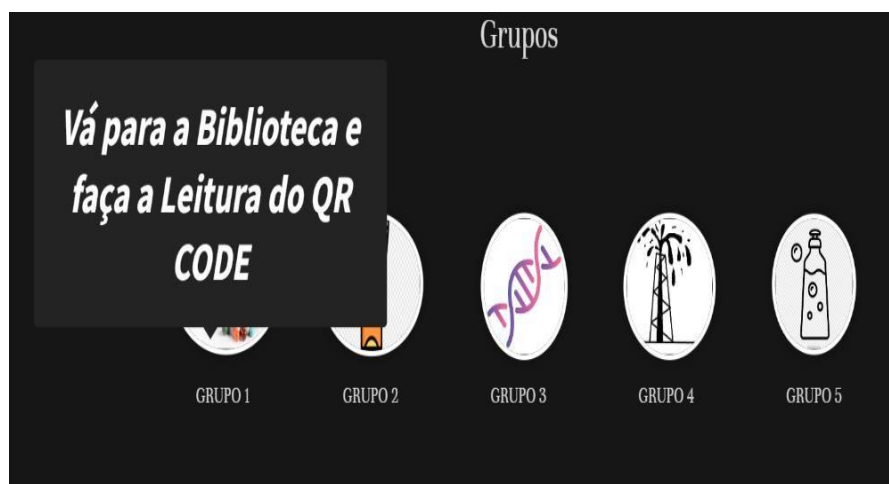 Grupos
Vá para a Biblioteca e
faça a Leitura do QR
CODE
GRUPO 1
GRUPO 2
GRUPO 3
GRUPO 4
GRUPO 5